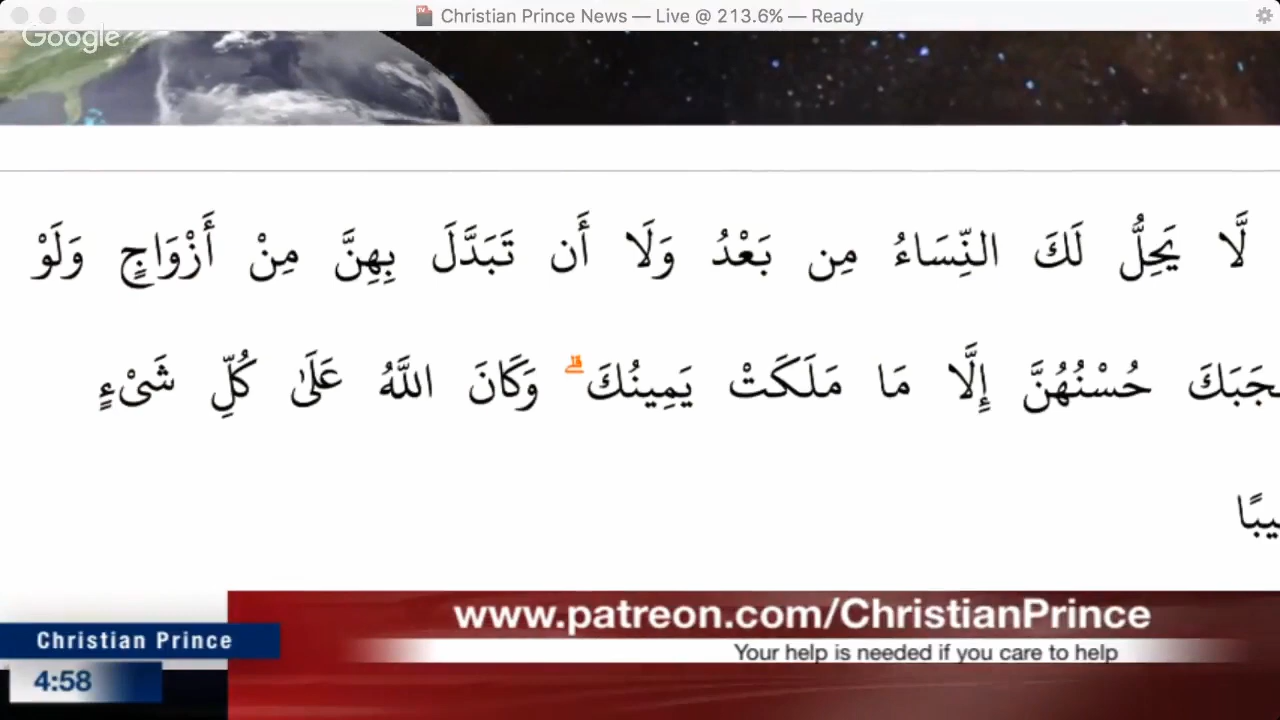 Christian Prince News — Live @ 213.6% — Ready
Google
لَّا يَحِلُّ لَكَ النِّسَاءُ مِن بَعْدُ وَلَا أَن تَبَدَّلَ بِهِنَّ مِنْ أَزْوَاجٍ وَلَوْ
جَبَكَ حُسْنُهُنَّ إِلَّا مَا مَلَكَتْ يَمِينُكَ ۗ وَكَانَ اللَّهُ عَلَىٰ كُلِّ شَىْءٍ
يبًا
www.patreon.com/ChristianPrince
Your help is needed if you care to help
Christian Prince
4:58